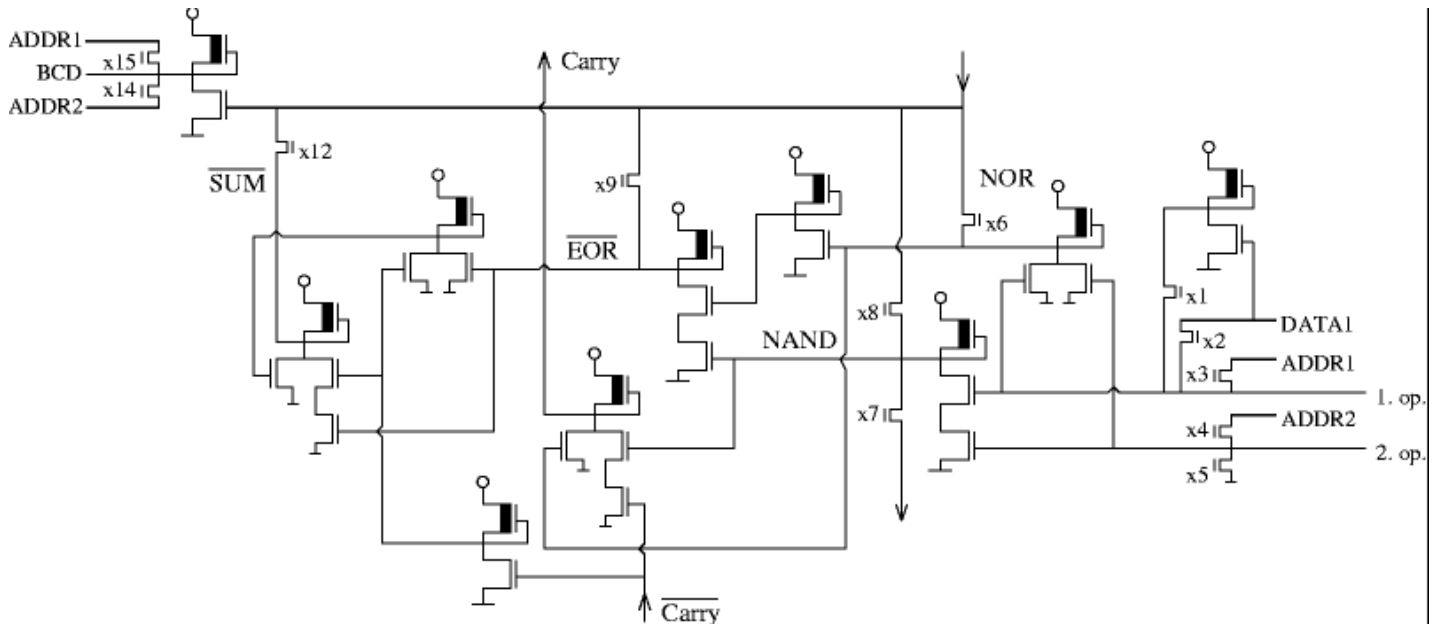 ADDR1
x15
BCD
x14
ADDR2
Carry
x12
SUM
x9
EOR
NOR
x6
x8
NAND
x7
x1
x2
DATA1
x3
ADDR1
1. op.
ADDR2
x4
2. op.
x5
Carry